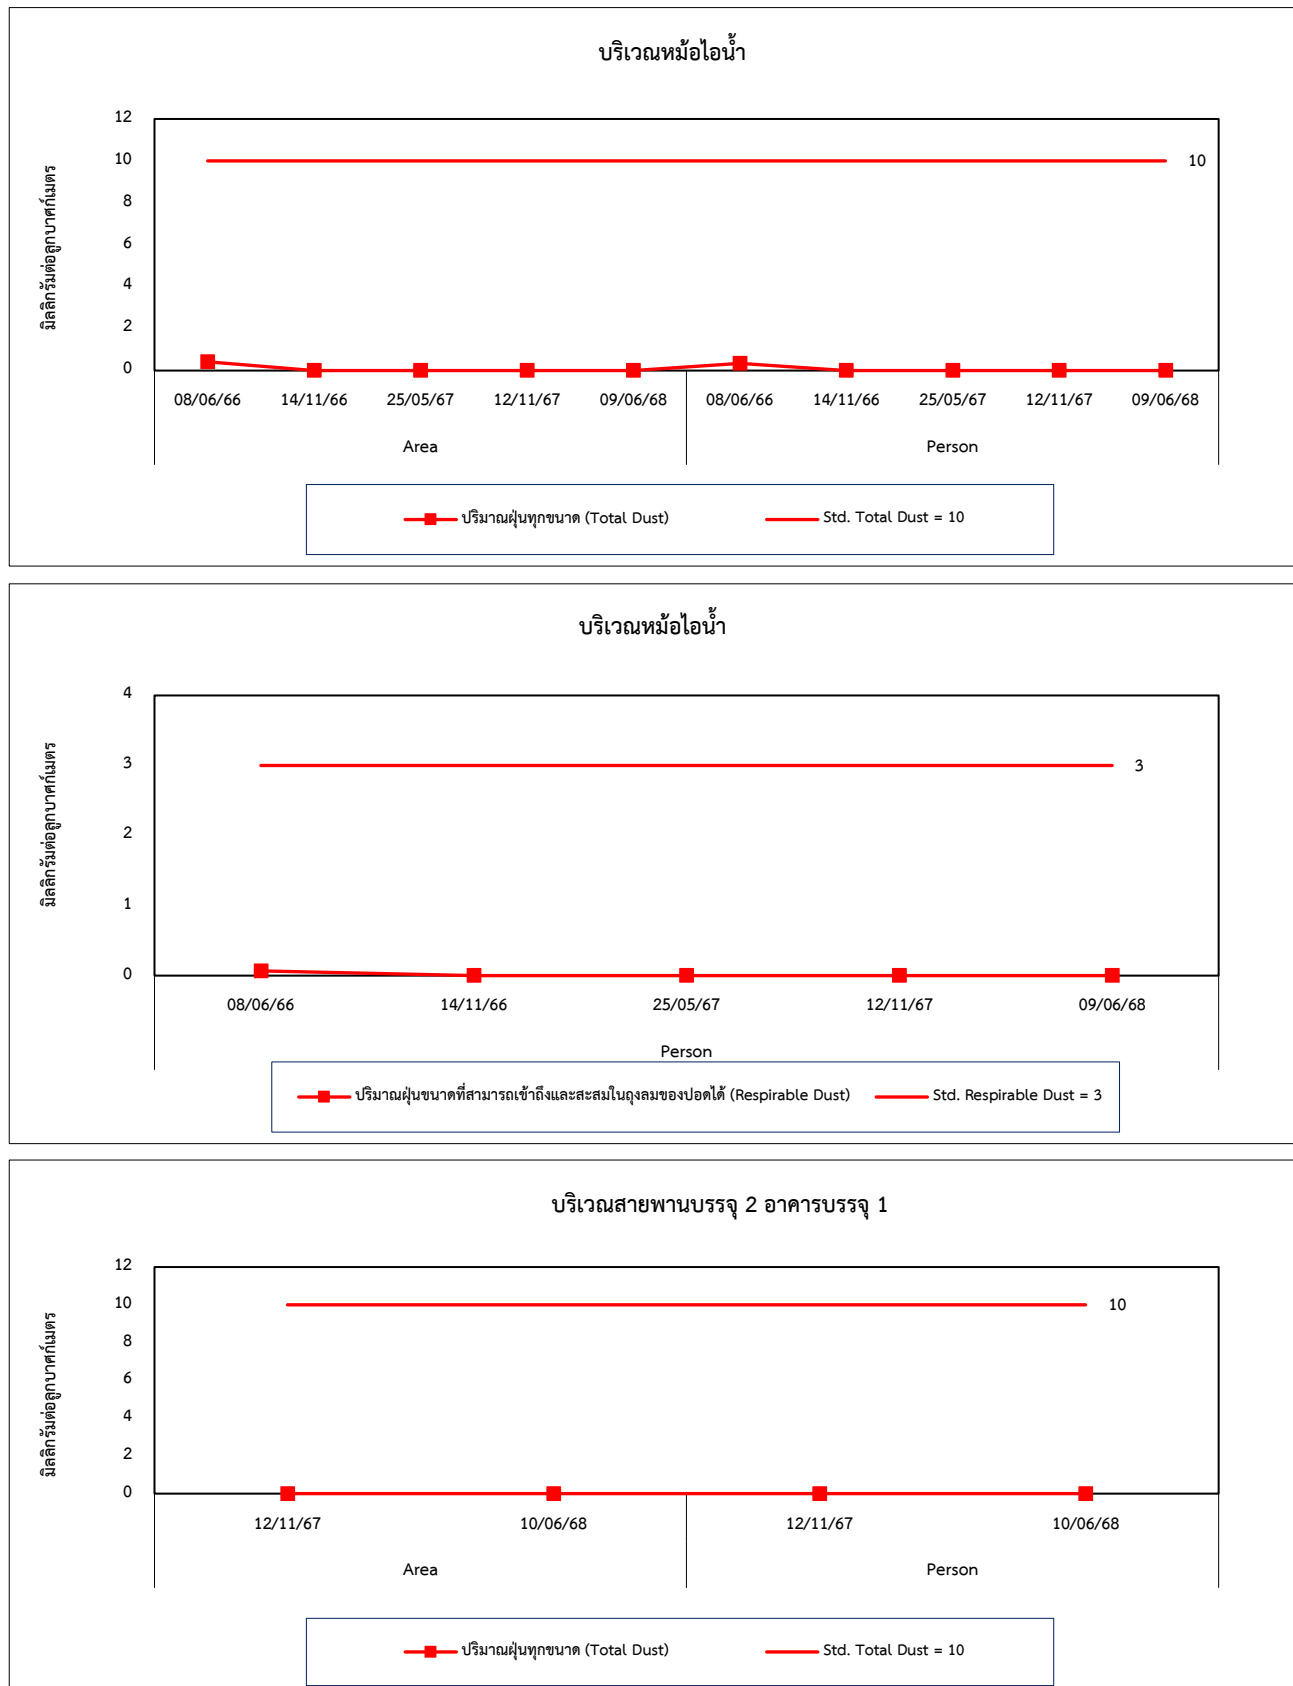 บริเวณหม้อไอน้ำ
มิลลิกรัมต่อลูกบาศก์เมตร
12
10
8
6
4
2
0
10
08/06/66 14/11/66 25/05/67 12/11/67 09/06/68 08/06/66 14/11/66 25/05/67 12/11/67 09/06/68
Area Person
ปริมาณฝุ่นทุกขนาด (Total Dust) Std. Total Dust = 10
บริเวณหม้อไอน้ำ
มิลลิกรัมต่อลูกบาศก์เมตร
4
3
2
1
0
3
08/06/66 14/11/66 25/05/67 12/11/67 09/06/68
Person
ปริมาณฝุ่นขนาดที่สามารถเข้าถึงและสะสมในถุงลมของปอดได้ (Respirable Dust) Std. Respirable Dust = 3
บริเวณสายพานบรรจุ 2 อาคารบรรจุ 1
มิลลิกรัมต่อลูกบาศก์เมตร
12
10
8
6
4
2
0
10
12/11/67 10/06/68 12/11/67 10/06/68
Area Person
ปริมาณฝุ่นทุกขนาด (Total Dust) Std. Total Dust = 10